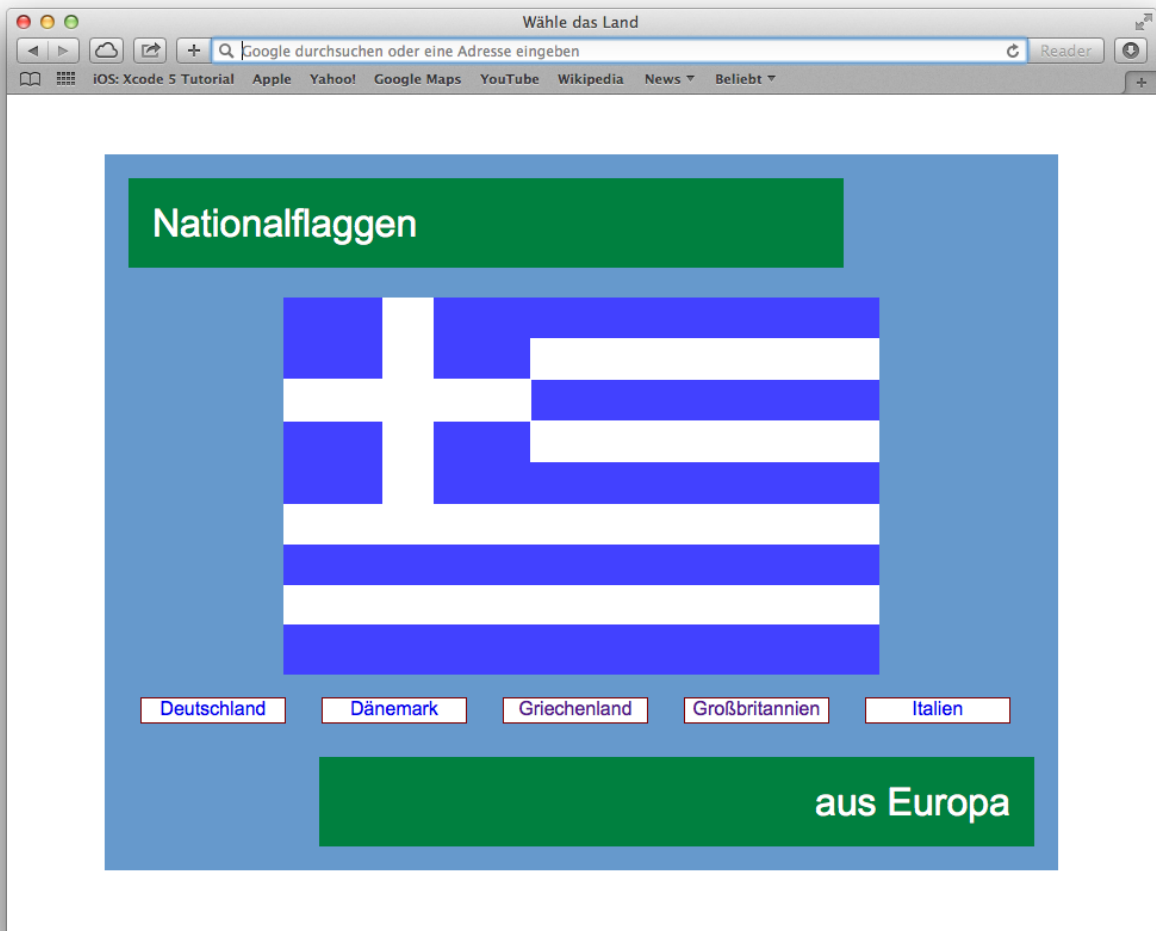 Wähle das Land
Google durchsuchen oder eine Adresse eingeben
Reader
iOS: Xcode 5 Tutorial Apple Yahoo! Google Maps YouTube Wikipedia News Beliebt
Nationalflaggen
Deutschland Dänemark Griechenland Großbritannien Italien
aus Europa